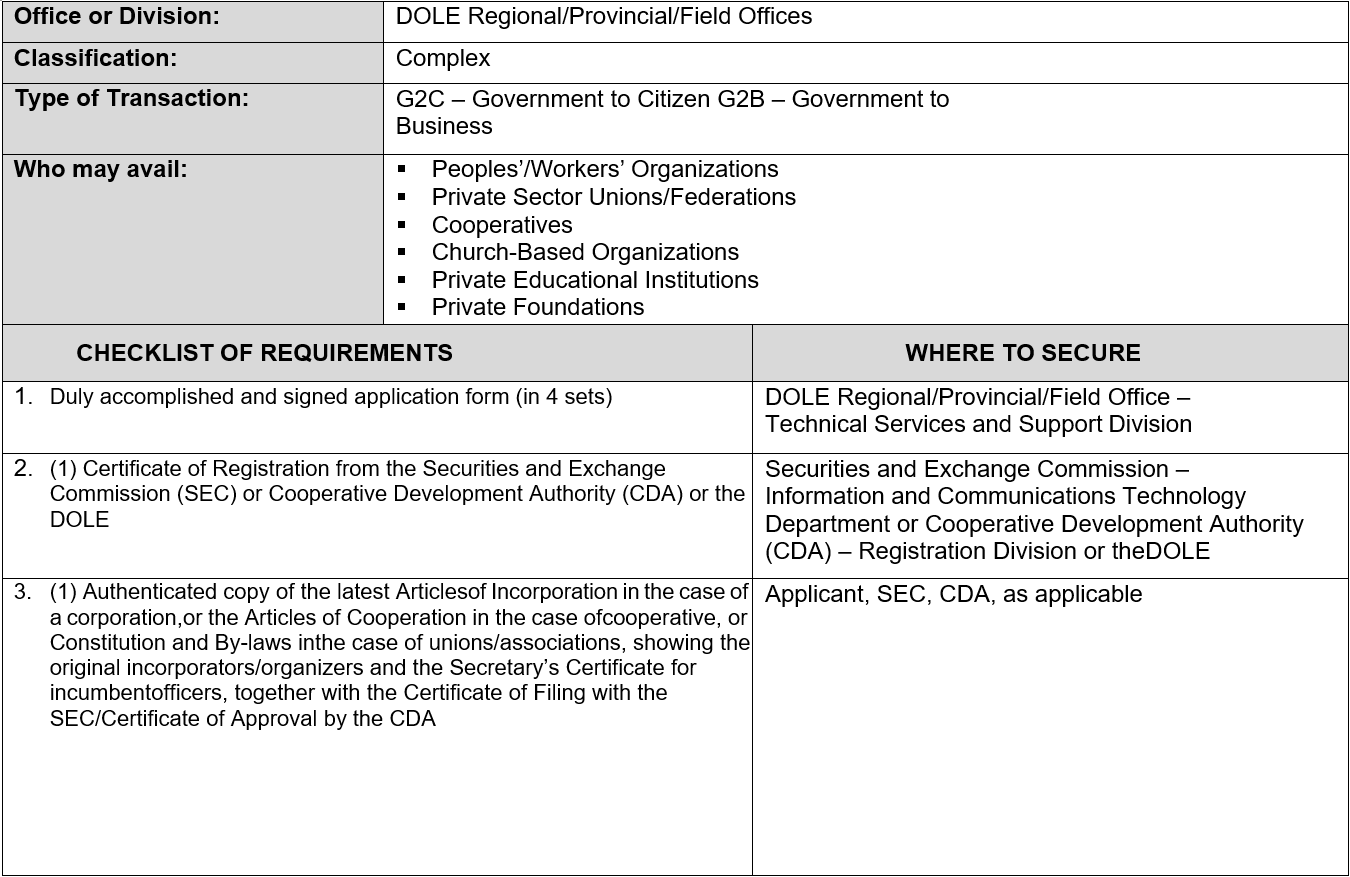 Office or Division:
DOLE Regional/Provincial/Field Offices
Classification:
Complex
Type of Transaction:
G2C – Government to Citizen G2B – Government to
Business
Who may avail:
▪ Peoples’/Workers’ Organizations
▪ Private Sector Unions/Federations
▪ Cooperatives
▪ Church-Based Organizations
▪ Private Educational Institutions
▪ Private Foundations
CHECKLIST OF REQUIREMENTS
WHERE TO SECURE
1. Duly accomplished and signed application form (in 4 sets)
DOLE Regional/Provincial/Field Office –
Technical Services and Support Division
2. (1) Certificate of Registration from the Securities and Exchange
Commission (SEC) or Cooperative Development Authority (CDA) or the
DOLE
Securities and Exchange Commission –
Information and Communications Technology
Department or Cooperative Development Authority
(CDA) – Registration Division or theDOLE
3. (1) Authenticated copy of the latest Articlesof Incorporation in the case of
a corporation,or the Articles of Cooperation in the case ofcooperative, or
Constitution and By-laws inthe case of unions/associations, showing the
original incorporators/organizers and the Secretary’s Certificate for
incumbentofficers, together with the Certificate of Filing with the
SEC/Certificate of Approval by the CDA
Applicant, SEC, CDA, as applicable